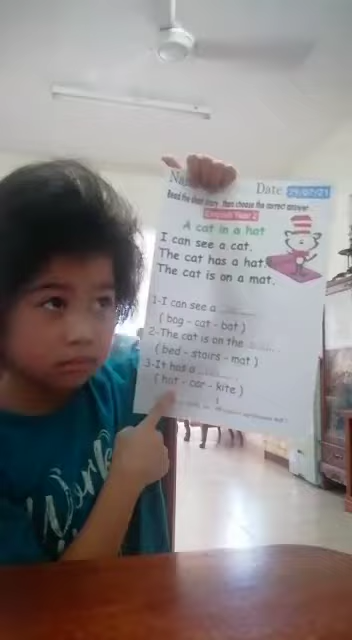 Date 29/07/21
Read the short story, then choose the correct answer
English Year 2
A cat in a hat
I can see a cat.
The cat has a hat.
The cat is on a mat.
1-I can see a ........
( bag - cat - bat )
2-The cat is on the ........
( bed - stairs - mat )
3-It has a ........
( hat - car - kite )
1